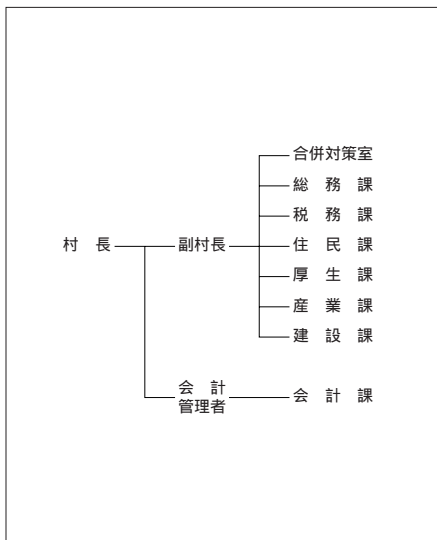 合併対策室
総　務　課
税　務　課
村　長
副村長
住　民　課
厚　生　課
産　業　課
建　設　課
会　計
管理者
会　計　課